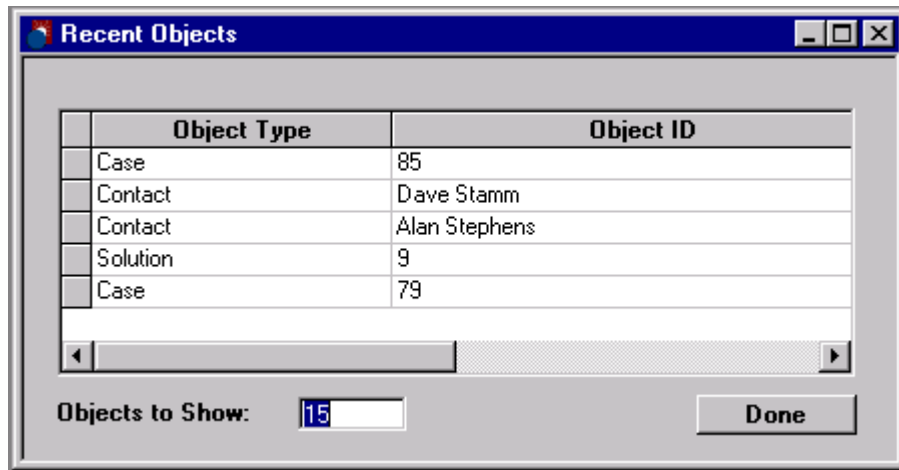 Recent Objects
Object Type Object ID
Case 85
Contact Dave Stamm
Contact Alan Stephens
Solution 9
Case 79
Objects to Show: 15 Done